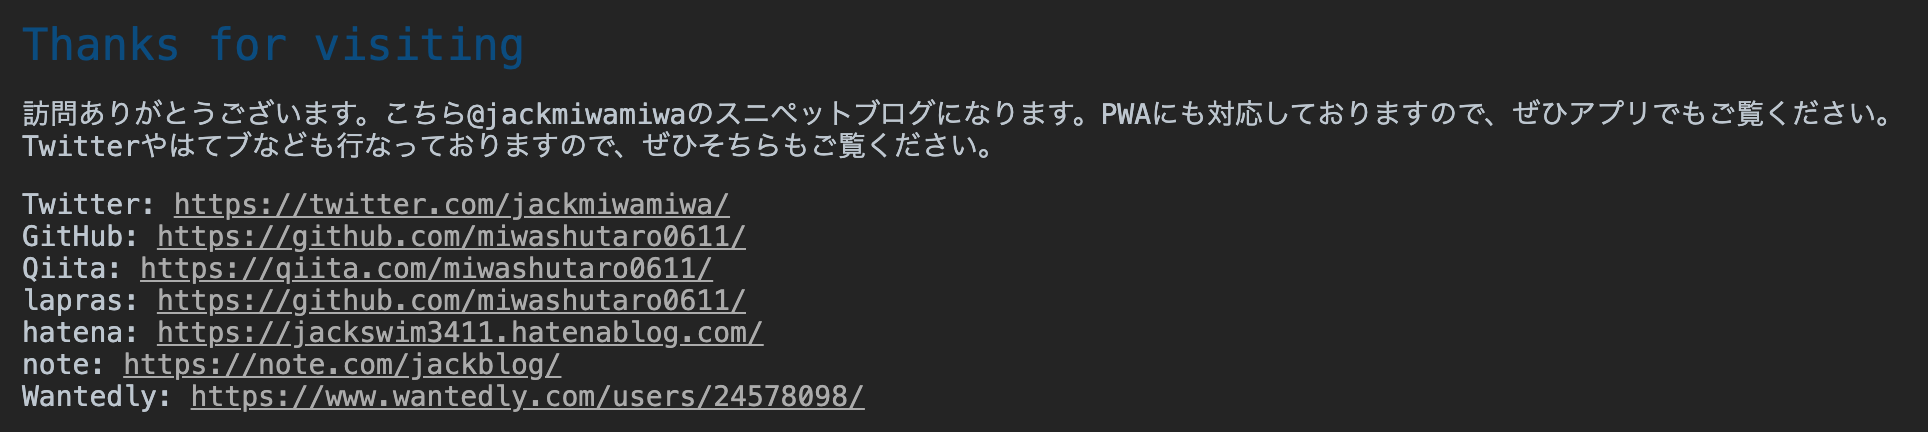 Thanks for visiting
訪問ありがとうございます。こちら@jackmiwamiwaのスニペットブログになります。PWAにも対応しておりますので、ぜひアプリでもご覧ください。
Twitterやはてブなども行なっておりますので、ぜひそちらもご覧ください。
Twitter: https://twitter.com/jackmiwamiwa/
GitHub: https://github.com/miwashutaro0611/
Qiita: https://qiita.com/miwashutaro0611/
lapras: https://github.com/miwashutaro0611/
hatena: https://jackswim3411.hatenablog.com/
note: https://note.com/jackblog/
Wantedly: https://www.wantedly.com/users/24578098/